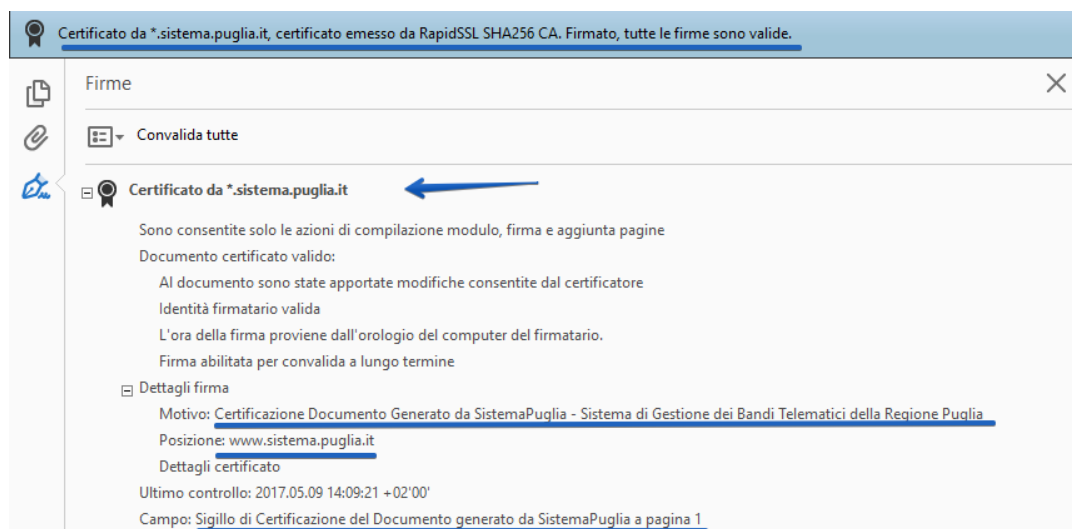 Certificato da *.sistema.puglia.it, certificato emesso da RapidSSL SHA256 CA. Firmato, tutte le firme sono valide.
Firme
Convalida tutte
Certificato da *.sistema.puglia.it
Sono consentite solo le azioni di compilazione modulo, firma e aggiunta pagine
Documento certificato valido:
Al documento sono state apportate modifiche consentite dal certificatore
Identità firmatario valida
L'ora della firma proviene dall'orologio del computer del firmatario.
Firma abilitata per convalida a lungo termine
Dettagli firma
Motivo: Certificazione Documento Generato da SistemaPuglia - Sistema di Gestione dei Bandi Telematici della Regione Puglia
Posizione: www.sistema.puglia.it
Dettagli certificato
Ultimo controllo: 2017.05.09 14:09:21 +02'00'
Campo: Sigillo di Certificazione del Documento generato da SistemaPuglia a pagina 1